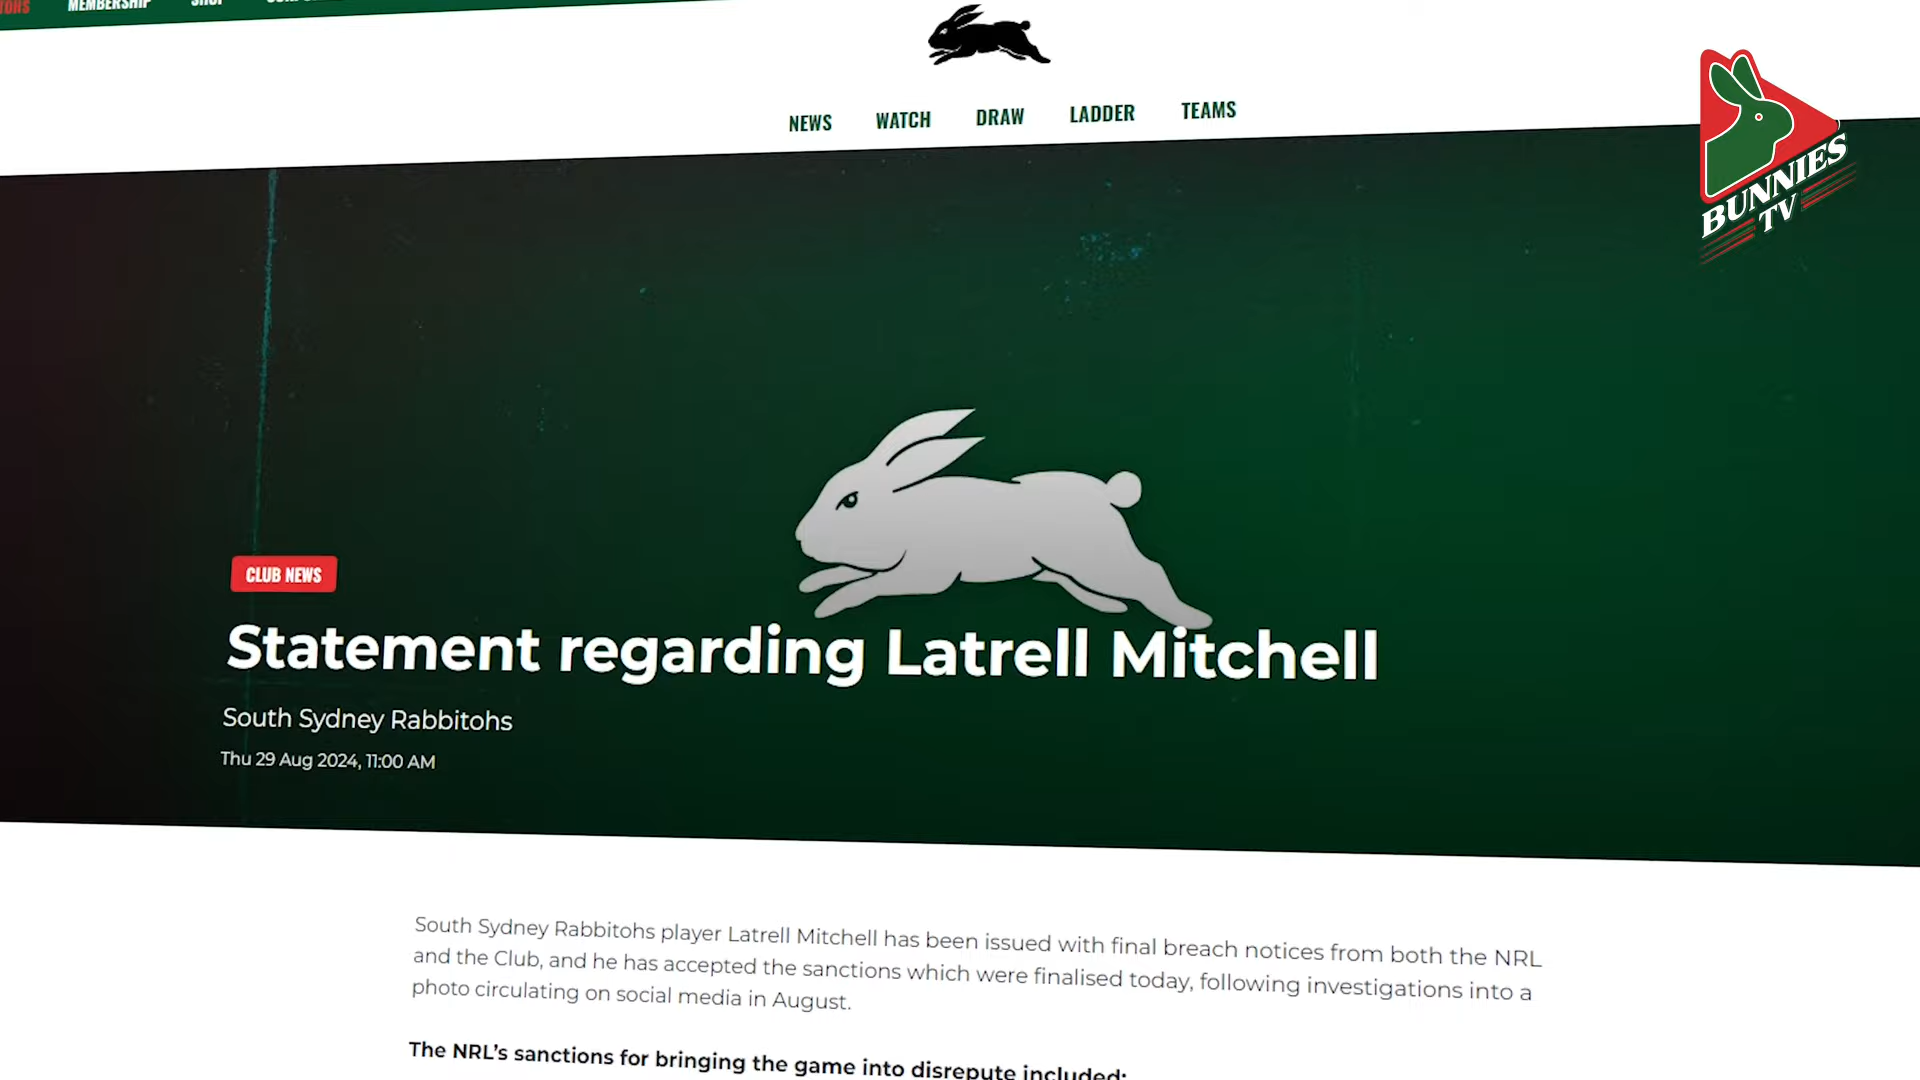 MEMBERSHIP
NEWS WATCH DRAW LADDER TEAMS
BUNNIES
TV
CLUB NEWS
Statement regarding Latrell Mitchell
South Sydney Rabbitohs
Thu 29 Aug 2024, 11:00 AM
South Sydney Rabbitohs player Latrell Mitchell has been issued with final breach notices from both the NRL
and the Club, and he has accepted the sanctions which were finalised today, following investigations into a
photo circulating on social media in August.
The NRL's sanctions for bringing the game into disrepute included: